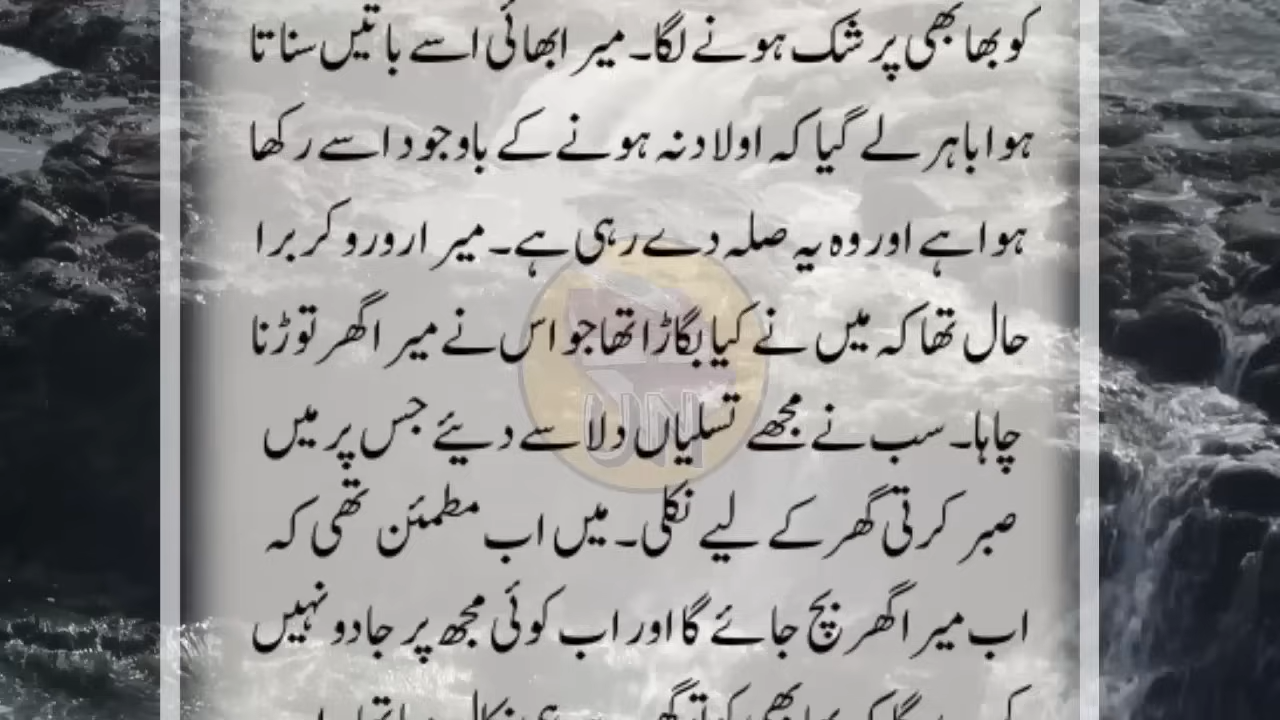 کو بھابھی پر شک ہونے لگا۔ میرا بھائی اسے باتیں سناتا
ہوا باہر لے گیا کہ اولاد نہ ہونے کے باوجود اسے رکھا
ہوا ہے اور وہ یہ صلہ دے رہی ہے۔ میرا رو رو کر برا
حال تھا کہ میں نے کیا بگاڑا تھا جو اس نے میرا گھر توڑنا
چاہا۔ سب نے مجھے تسلیاں دلاسے دیئے جس پر میں
صبر کرتی گھر کے لیے نکلی۔ میں اب مطمئن تھی کہ
اب میرا گھر بچ جائے گا اور اب کوئی مجھ پر جادو نہیں
UN